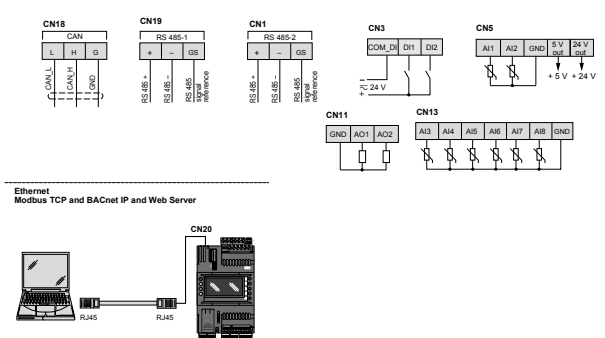 CN18
CAN
L H G
CAN_L
CAN_H
GND
CN19
RS 485-1
+ – GS
RS 485 +
RS 485 –
RS 485
signal
reference
CN1
RS 485-2
+ – GS
RS 485 +
RS 485 –
RS 485
signal
reference
CN3
COM_DI DI1 DI2
24 V
+
CN5
AI1 AI2 GND 5 V out 24 V out
+ 5 V + 24 V
CN11
GND AO1 AO2
CN13
AI3 AI4 AI5 AI6 AI7 AI8 GND
Ethernet
Modbus TCP and BACnet IP and Web Server
CN20
RJ45 RJ45